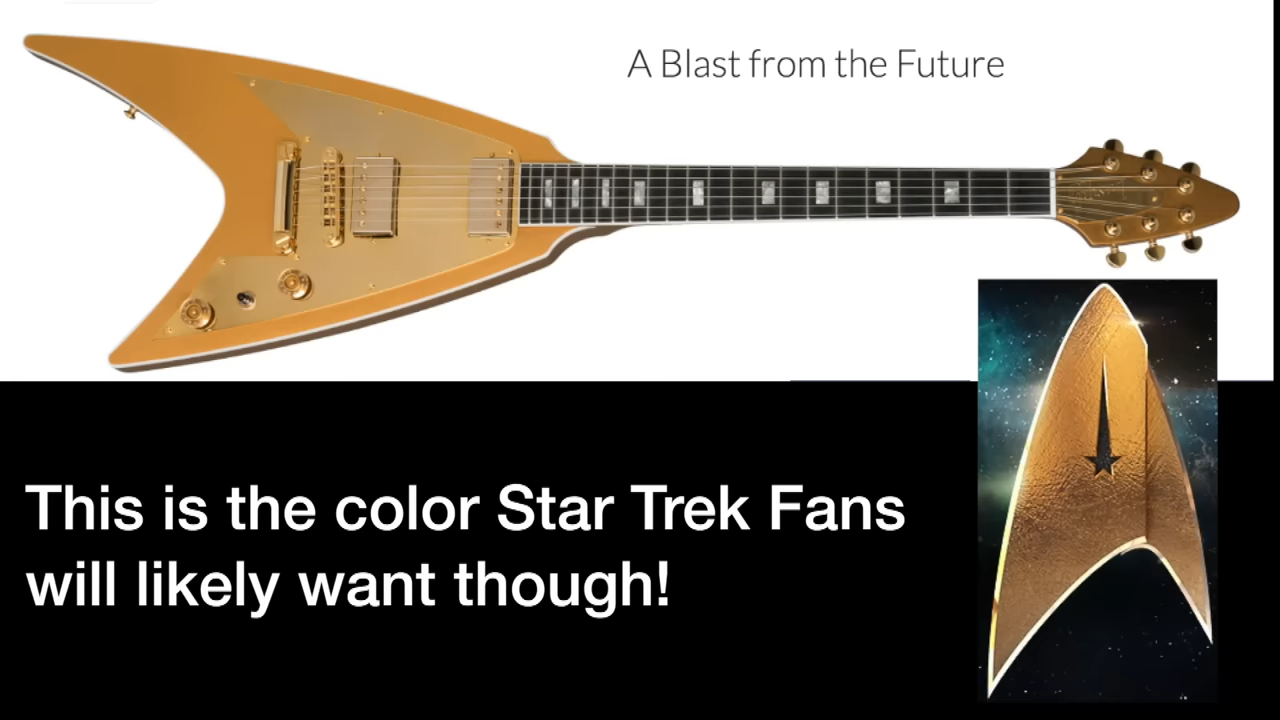 A Blast from the Future
This is the color Star Trek Fans
will likely want though!